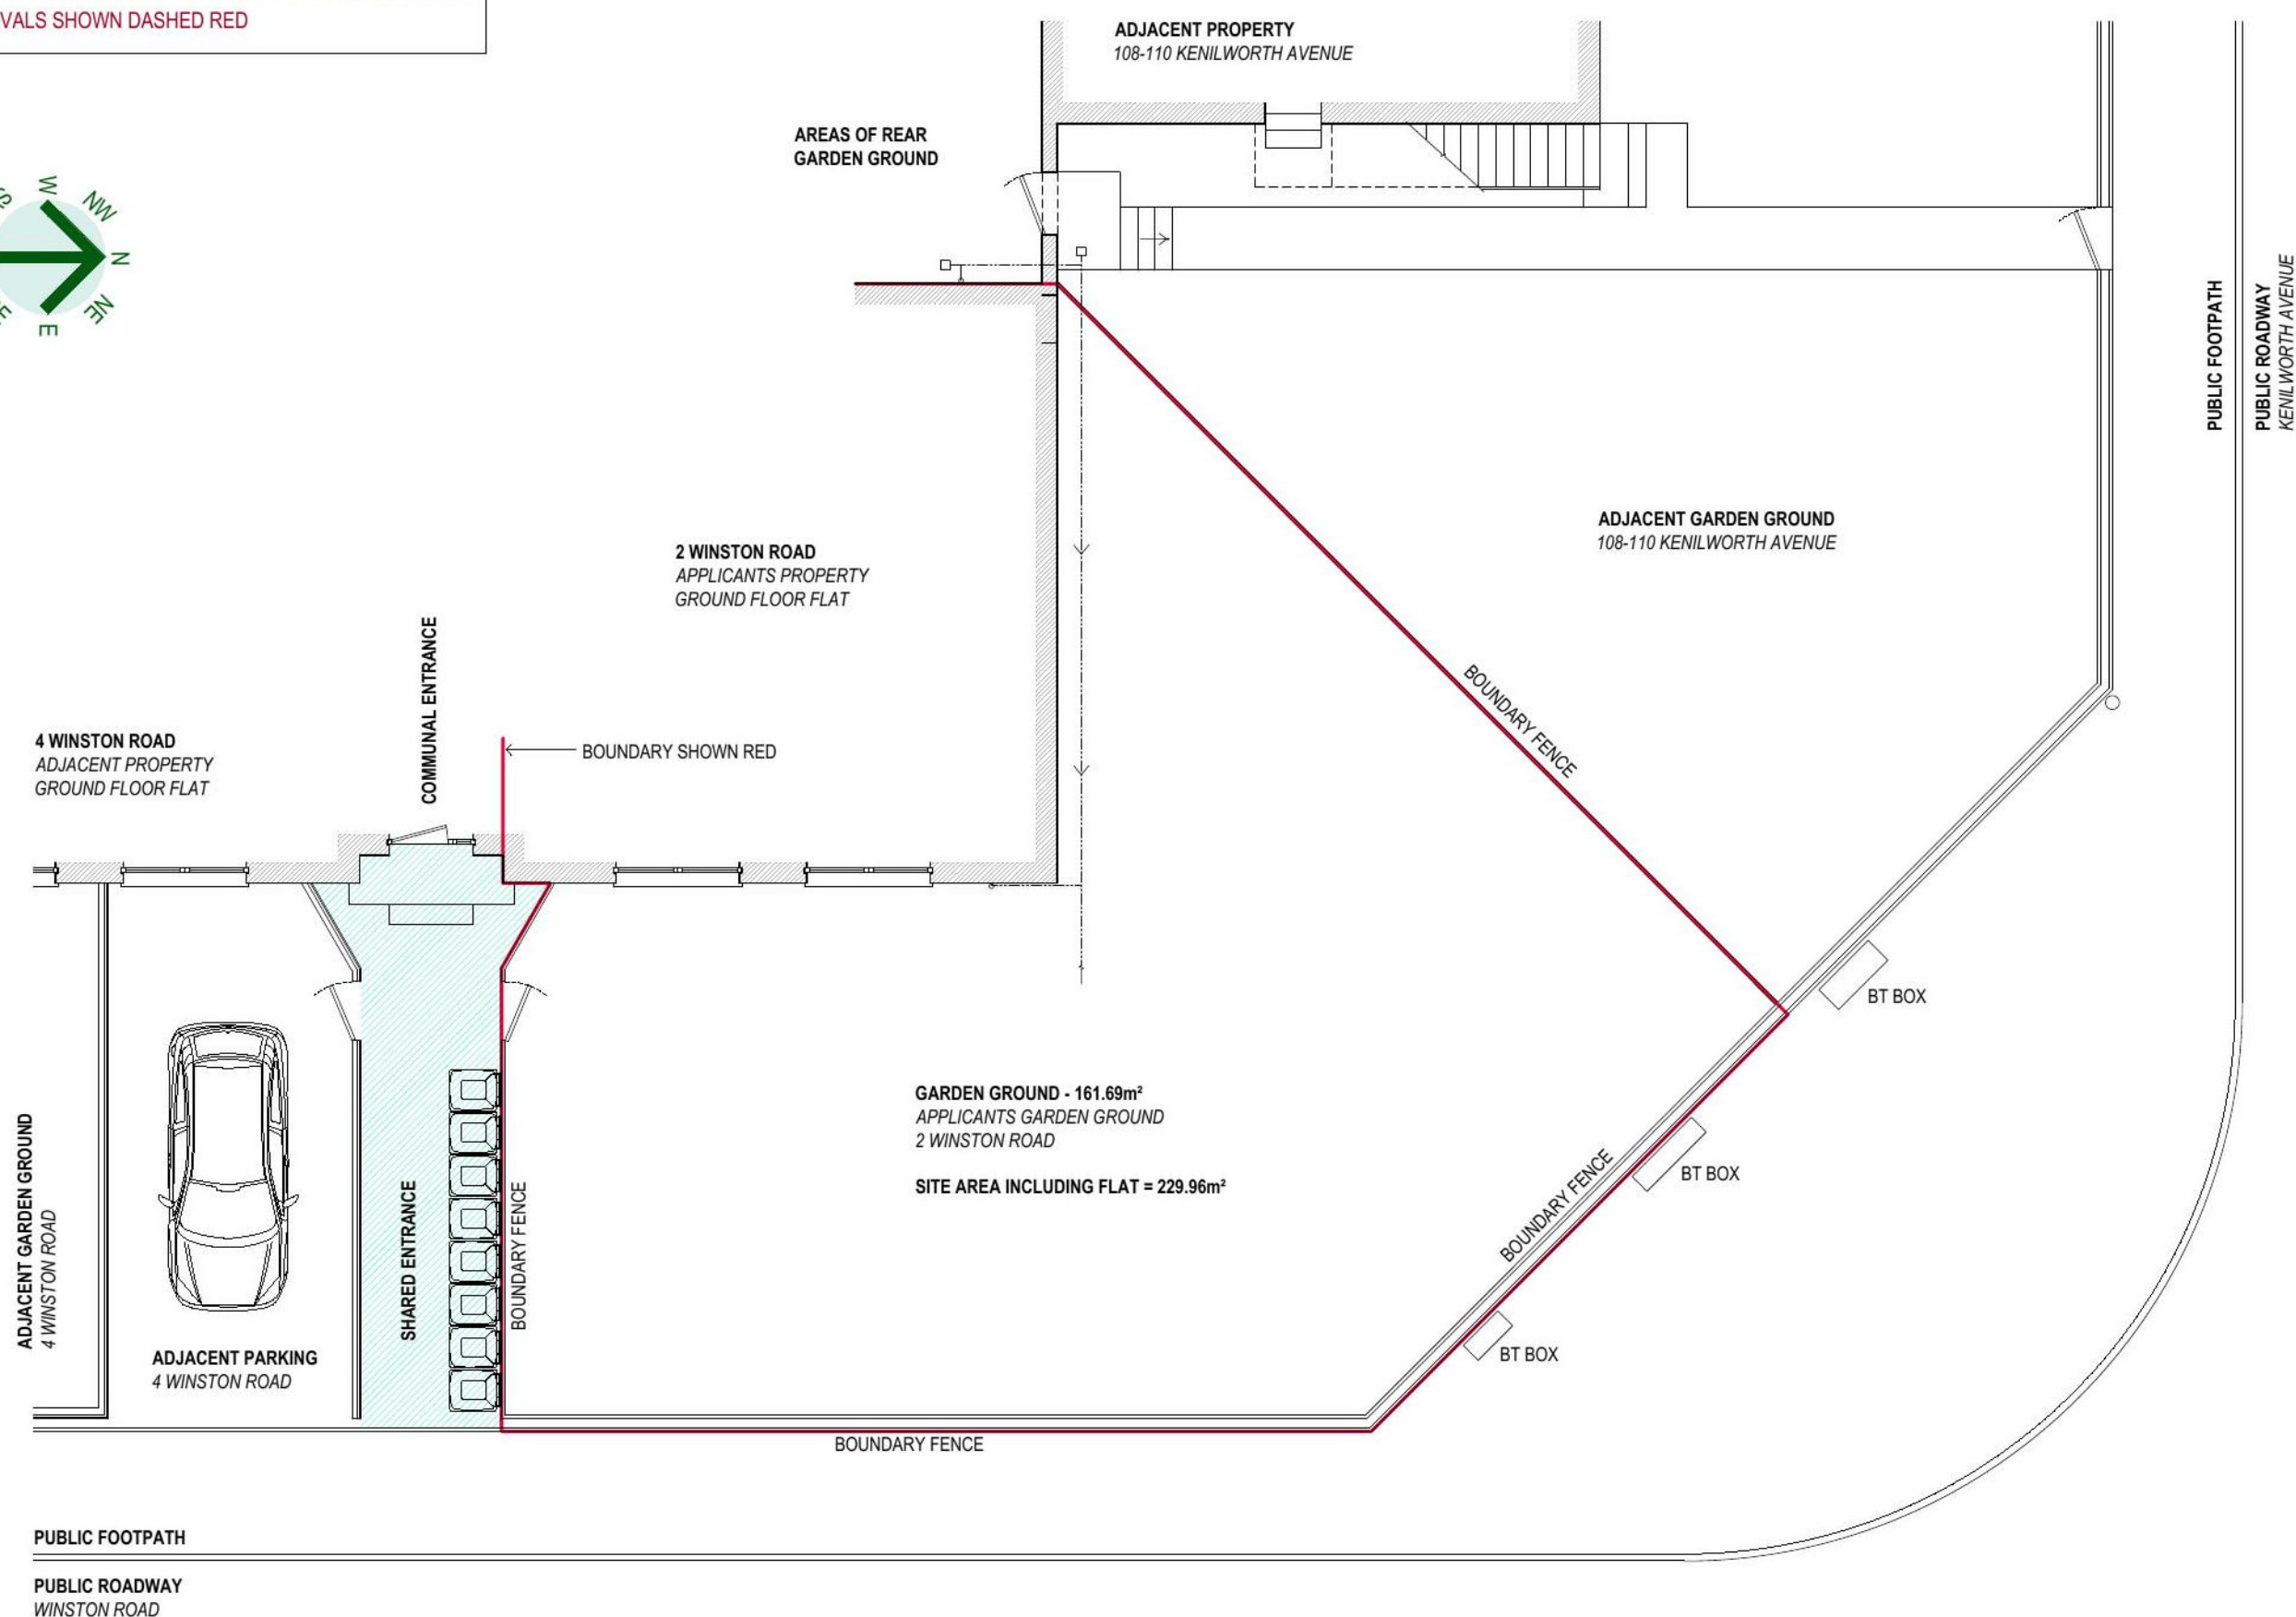 VALS SHOWN DASHED RED
ADJACENT PROPERTY
108-110 KENILWORTH AVENUE
AREAS OF REAR
GARDEN GROUND
W
NW
N
NE
E
PUBLIC FOOTPATH
PUBLIC ROADWAY
KENILWORTH AVENUE
ADJACENT GARDEN GROUND
108-110 KENILWORTH AVENUE
2 WINSTON ROAD
APPLICANTS PROPERTY
GROUND FLOOR FLAT
COMMUNAL ENTRANCE
BOUNDARY FENCE
4 WINSTON ROAD
ADJACENT PROPERTY
GROUND FLOOR FLAT
BOUNDARY SHOWN RED
BT BOX
GARDEN GROUND - 161.69m²
APPLICANTS GARDEN GROUND
2 WINSTON ROAD
SITE AREA INCLUDING FLAT = 229.96m²
BT BOX
BOUNDARY FENCE
ADJACENT GARDEN GROUND
4 WINSTON ROAD
SHARED ENTRANCE
BOUNDARY FENCE
ADJACENT PARKING
4 WINSTON ROAD
BT BOX
BOUNDARY FENCE
PUBLIC FOOTPATH
PUBLIC ROADWAY
WINSTON ROAD